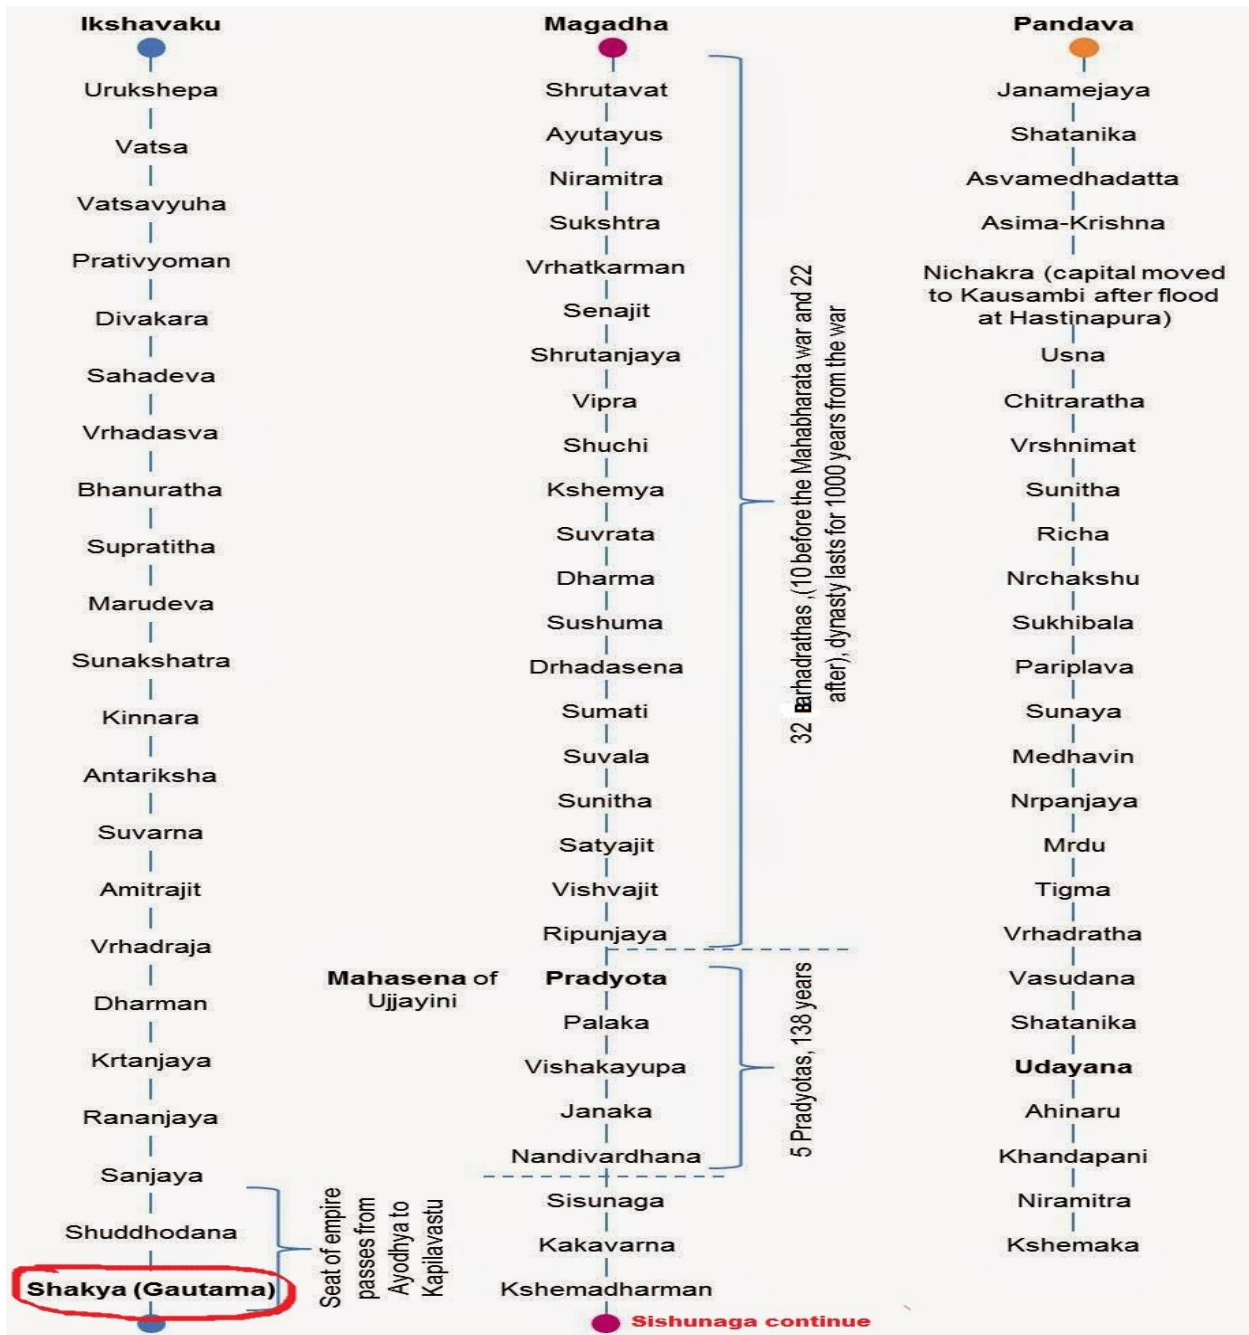 Ikshavaku
Urukshepa
Vatsa
Vatsavyuha
Prativyoman
Divakara
Sahadeva
Vrhadasva
Bhanuratha
Supratitha
Marudeva
Sunakshatra
Kinnara
Antariksha
Suvarna
Amitrajit
Vrhadraja
Dharman
Krtanjaya
Rananjaya
Sanjaya
Shuddhodana
Shakya (Gautama)
Seat of empire
passes from
Ayodhya to
Kapilavastu
Magadha
Shrutavat
Ayutayus
Niramitra
Sukshtra
Vrhatkarman
Senajit
Shrutanjaya
Vipra
Shuchi
Kshemya
Suvrata
Dharma
Sushuma
Drhadasena
Sumati
Suvala
Sunitha
Satyajit
Vishvajit
Ripunjaya
Mahasena of
Ujjayini
Pradyota
Palaka
Vishakayupa
Janaka
Nandivardhana
Sisunaga
Kakavarna
Kshemadharman
Sishunaga continue
32 Barhadrathas ,(10 before the Mahabharata war and 22
after), dynasty lasts for 1000 years from the war
5 Pradyotas, 138 years
Pandava
Janamejaya
Shatanika
Asvamedhadatta
Asima-Krishna
Nichakra (capital moved
to Kausambi after flood
at Hastinapura)
Usna
Chitraratha
Vrshnimat
Sunitha
Richa
Nrchakshu
Sukhibala
Pariplava
Sunaya
Medhavin
Nrpanjaya
Mrdu
Tigma
Vrhadratha
Vasudana
Shatanika
Udayana
Ahinaru
Khandapani
Niramitra
Kshemaka